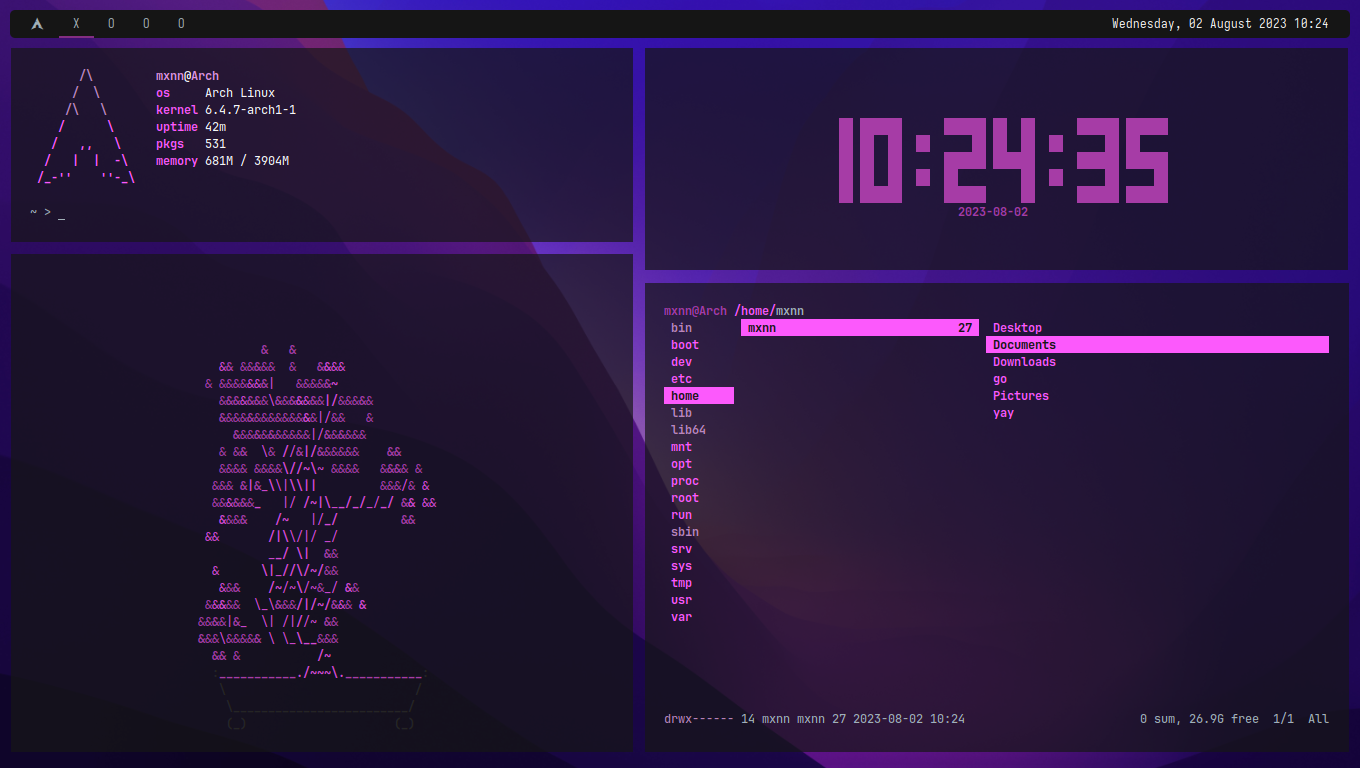 X O O O
Wednesday, 02 August 2023 10:24
mxnn@Arch
os Arch Linux
kernel 6.4.7-arch1-1
uptime 42m
pkgs 531
memory 681M / 3904M
~ > _
10:24:35
2023-08-02
mxnn@Arch /home/mxnn
bin
boot
dev
etc
home
lib
lib64
mnt
opt
proc
root
run
sbin
srv
sys
tmp
usr
var
mxnn 27
Desktop
Documents
Downloads
go
Pictures
yay
drwx------ 14 mxnn mxnn 27 2023-08-02 10:24
0 sum, 26.9G free 1/1 All